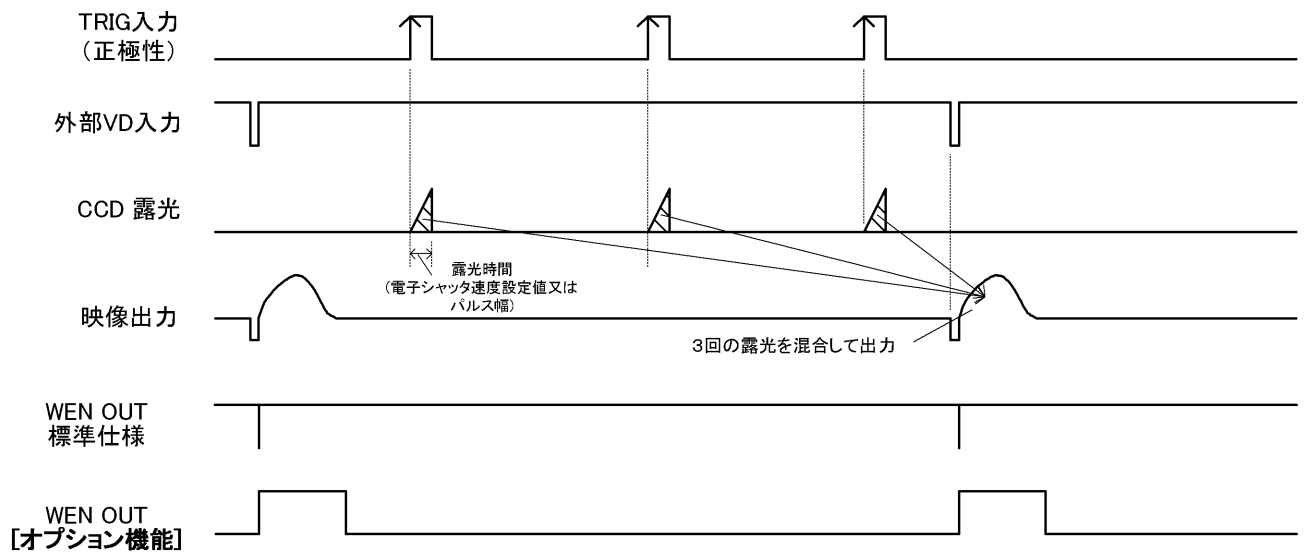 TRIG入力
（正極性）
外部VD入力
CCD 露光
露光時間
（電子シャッタ速度設定値又は
パルス幅）
映像出力
3回の露光を混合して出力
WEN OUT
標準仕様
WEN OUT
[オプション機能]